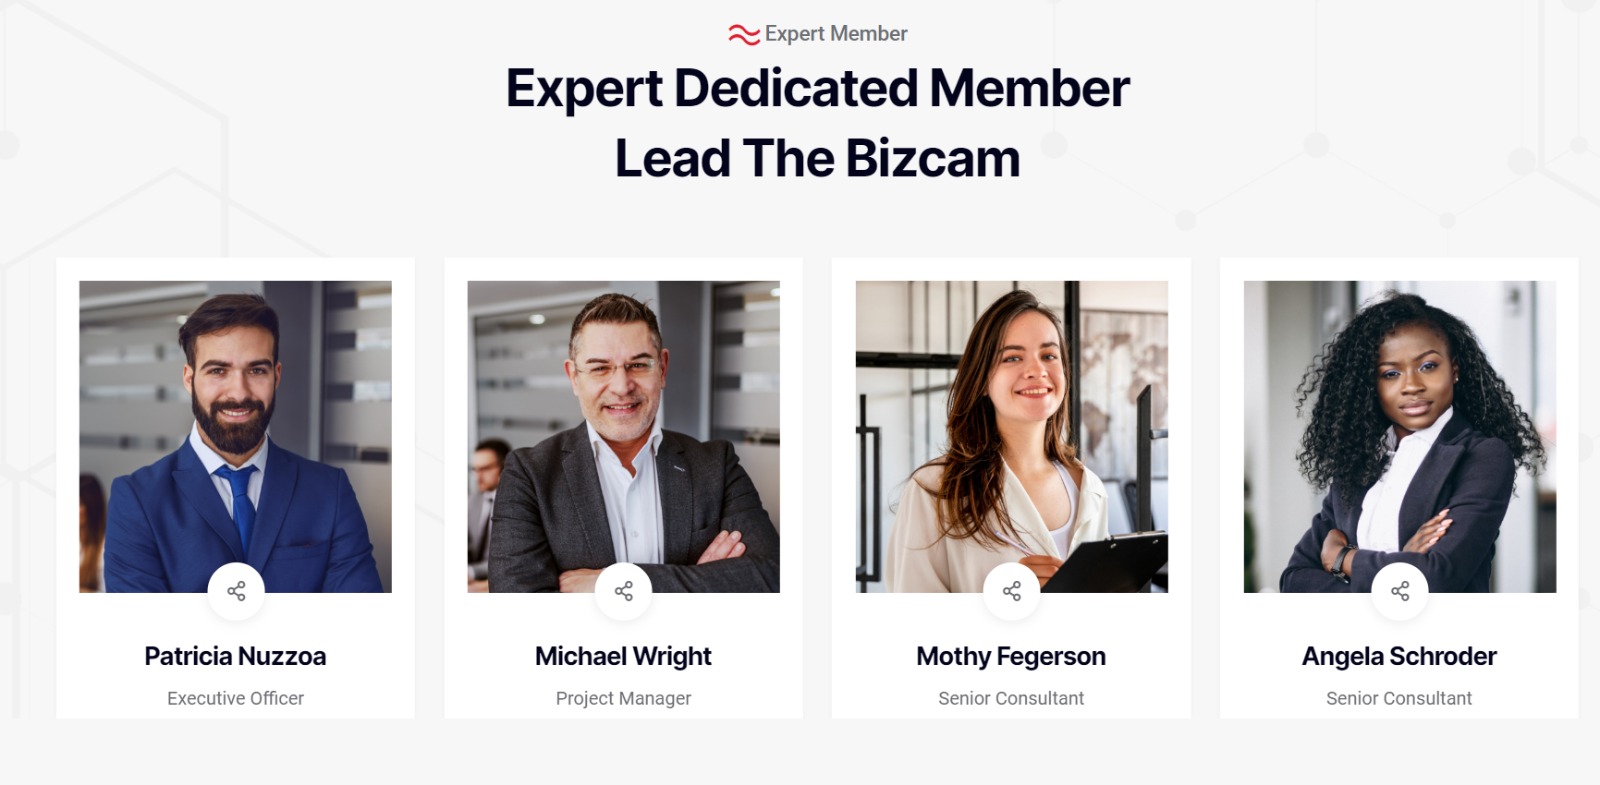 Expert Member
Expert Dedicated Member
Lead The Bizcam
Patricia Nuzzoa
Executive Officer
Michael Wright
Project Manager
Mothy Fegerson
Senior Consultant
Angela Schroder
Senior Consultant